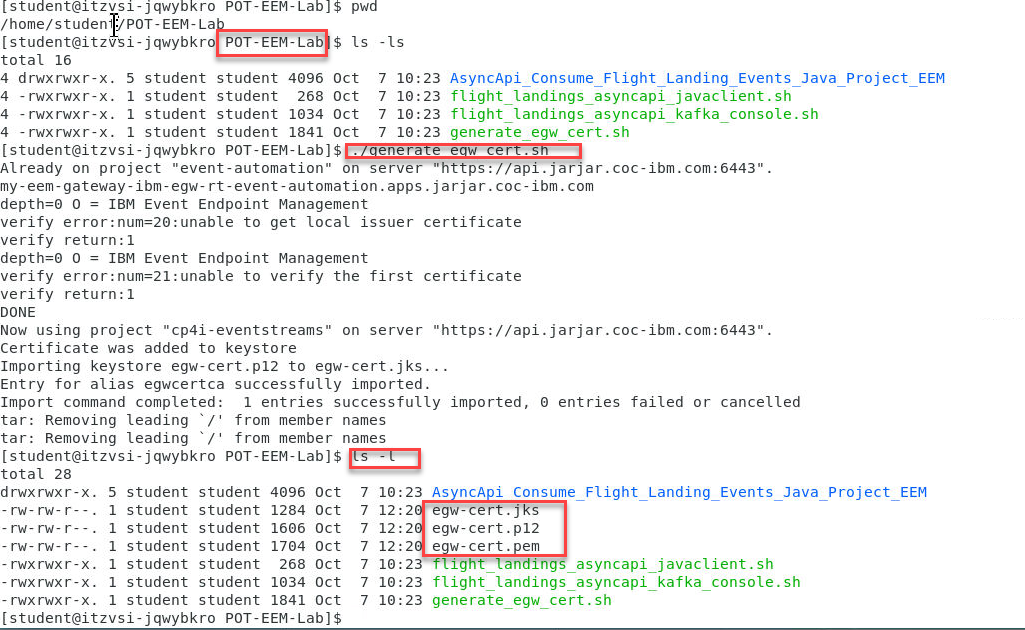 [student@itzvsi-jqwybkro POT-EEM-Lab]$ pwd
/home/student/POT-EEM-Lab
[student@itzvsi-jqwybkro POT-EEM-Lab]$ ls -ls
total 16
4 drwxrwxr-x. 5 student student 4096 Oct  7 10:23 AsyncApi_Consume_Flight_Landing_Events_Java_Project_EEM
4 -rwxrwxr-x. 1 student student  268 Oct  7 10:23 flight_landings_asyncapi_javaclient.sh
4 -rwxrwxr-x. 1 student student 1034 Oct  7 10:23 flight_landings_asyncapi_kafka_console.sh
4 -rwxrwxr-x. 1 student student 1841 Oct  7 10:23 generate_egw_cert.sh
[student@itzvsi-jqwybkro POT-EEM-Lab]$ ./generate_egw_cert.sh
Already on project "event-automation" on server "https://api.jarjar.coc-ibm.com:6443".
my-eem-gateway-ibm-egw-rt-event-automation.apps.jarjar.coc-ibm.com
depth=0 O = IBM Event Endpoint Management
verify error:num=20:unable to get local issuer certificate
verify return:1
depth=0 O = IBM Event Endpoint Management
verify error:num=21:unable to verify the first certificate
verify return:1
DONE
Now using project "cp4i-eventstreams" on server "https://api.jarjar.coc-ibm.com:6443".
Certificate was added to keystore
Importing keystore egw-cert.p12 to egw-cert.jks...
Entry for alias egwcertca successfully imported.
Import command completed:  1 entries successfully imported, 0 entries failed or cancelled
tar: Removing leading `/' from member names
tar: Removing leading `/' from member names
[student@itzvsi-jqwybkro POT-EEM-Lab]$ ls -l
total 28
drwxrwxr-x. 5 student student 4096 Oct  7 10:23 AsyncApi_Consume_Flight_Landing_Events_Java_Project_EEM
-rw-rw-r--. 1 student student 1284 Oct  7 12:20 egw-cert.jks
-rw-rw-r--. 1 student student 1606 Oct  7 12:20 egw-cert.p12
-rw-rw-r--. 1 student student 1704 Oct  7 12:20 egw-cert.pem
-rwxrwxr-x. 1 student student  268 Oct  7 10:23 flight_landings_asyncapi_javaclient.sh
-rwxrwxr-x. 1 student student 1034 Oct  7 10:23 flight_landings_asyncapi_kafka_console.sh
-rwxrwxr-x. 1 student student 1841 Oct  7 10:23 generate_egw_cert.sh
[student@itzvsi-jqwybkro POT-EEM-Lab]$